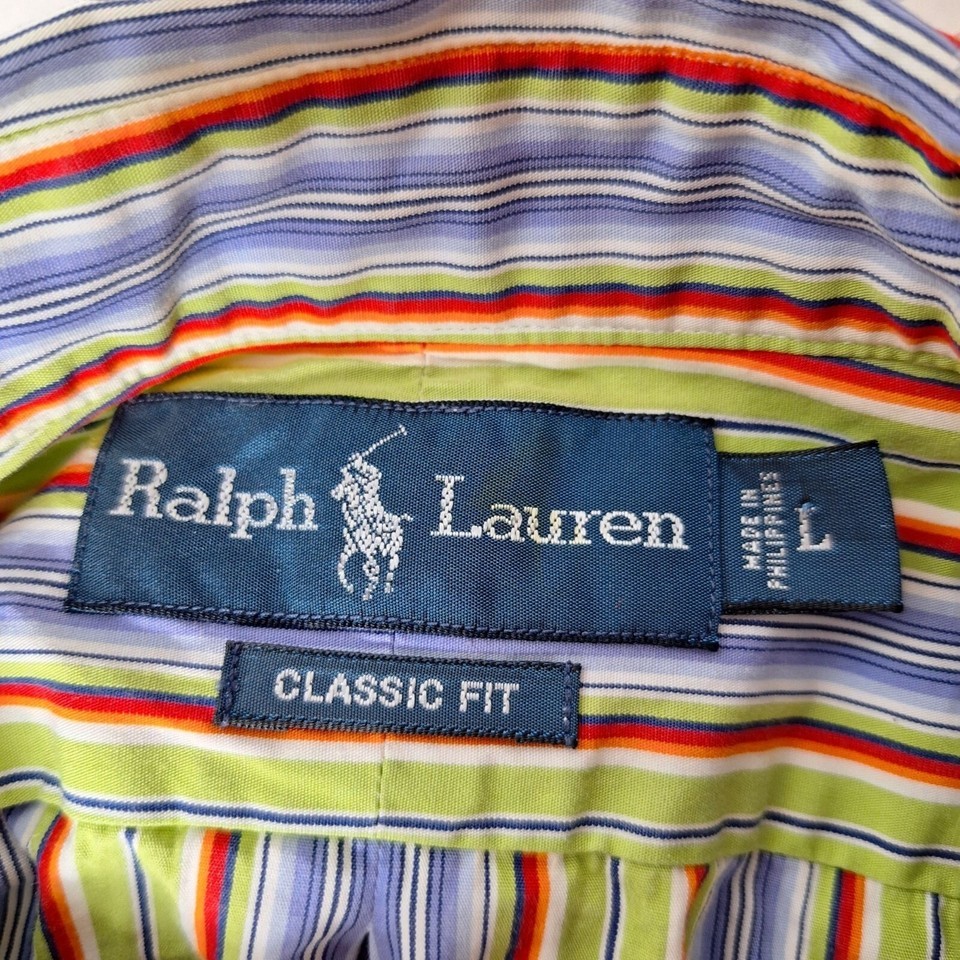 Ralph Lauren
MADE IN
PHILIPPINES
L
CLASSIC FIT